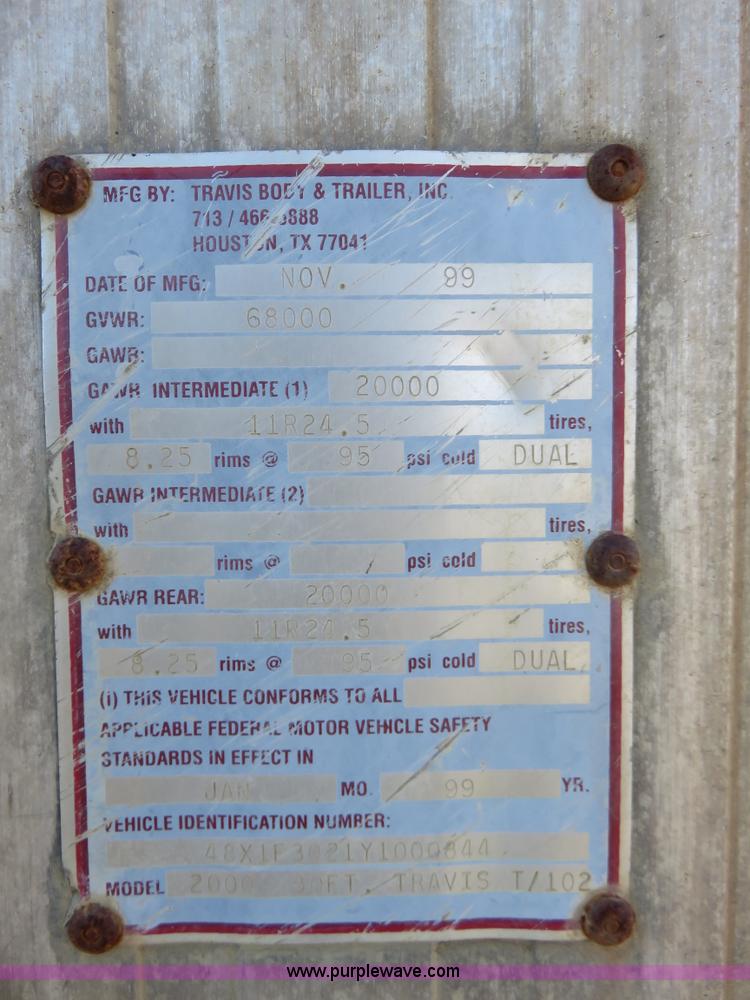 MFG BY: TRAVIS BODY & TRAILER, INC.
HOUSTON, TX 77041
DATE OF MFG: NOV. 99
GVWR: 68000
GAWR:
GAWR INTERMEDIATE (1) 20000
with 11R24.5 tires,
8.25 rims @ 95 psi cold DUAL
GAWR INTERMEDIATE (2)
with tires,
rims @ psi cold
GAWR REAR: 20000
with 11R24.5 tires,
8.25 rims @ 95 psi cold DUAL
(i) THIS VEHICLE CONFORMS TO ALL
APPLICABLE FEDERAL MOTOR VEHICLE SAFETY
STANDARDS IN EFFECT IN
JAN MO. 99 YR.
VEHICLE IDENTIFICATION NUMBER:
MODEL 2000 30FT. TRAVIS T/102
www.purplewave.com